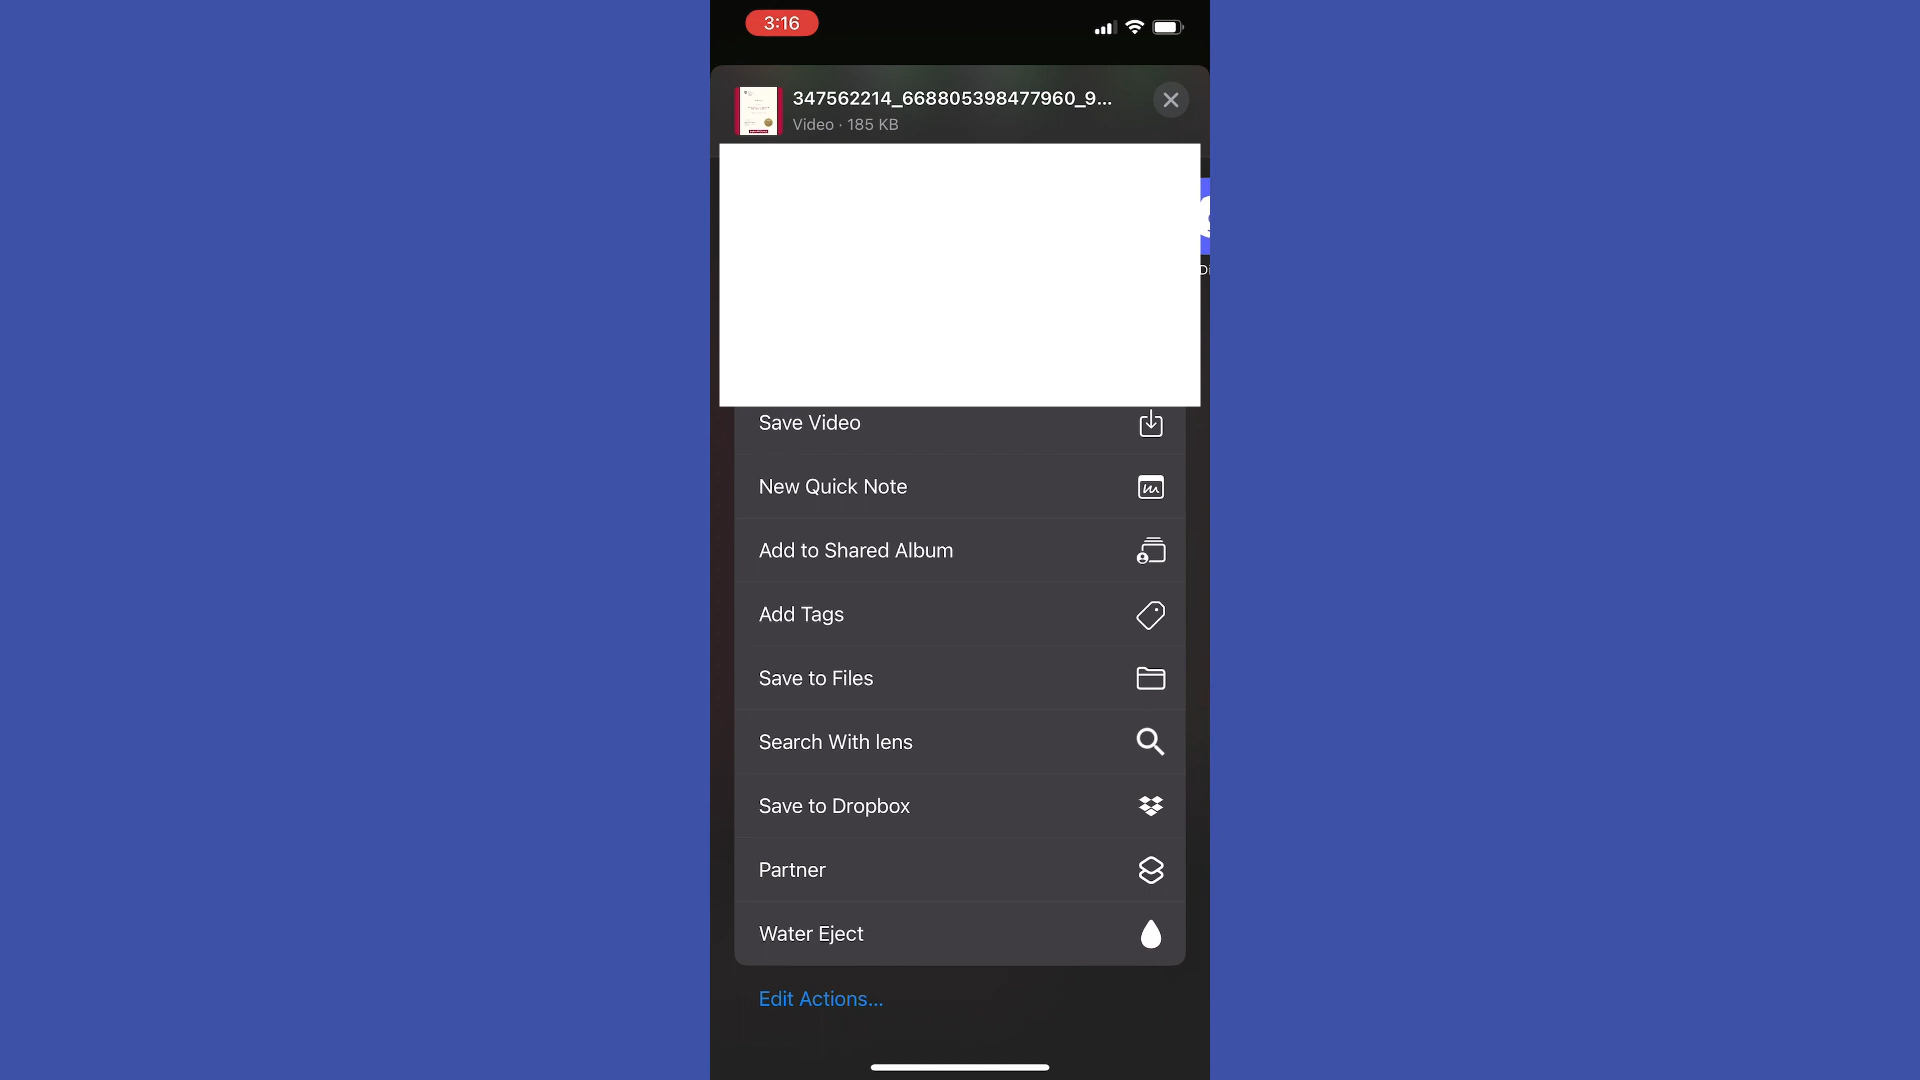 3:16
347562214_668805398477960_9...
Video · 185 KB
Save Video
New Quick Note
Add to Shared Album
Add Tags
Save to Files
Search With lens
Save to Dropbox
Partner
Water Eject
Edit Actions...